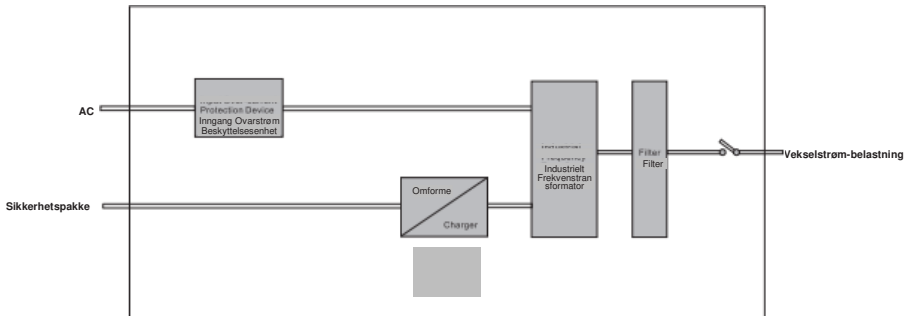 AC
Protection Device
Inngang Ovarstrøm
Beskyttelsesenhet
Industrielt
Frekvenstran
sformator
Filter
Filter
Vekselstrøm-belastning
Sikkerhetspakke
Omforme
Charger